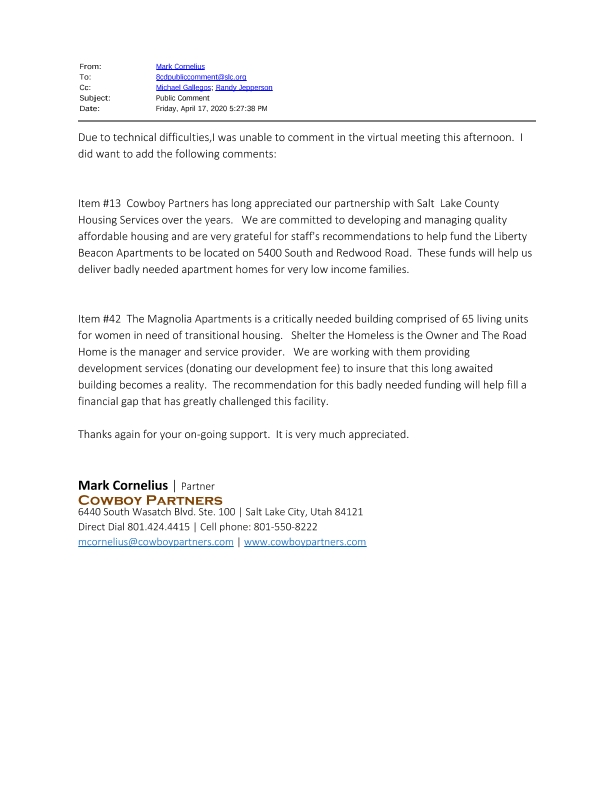 From: Mark Cornelius
To: 8cdpubliccomment@slc.org
Cc: Michael Gallegos; Randy Jepperson
Subject: Public Comment
Date: Friday, April 17, 2020 5:27:38 PM
Due to technical difficulties,I was unable to comment in the virtual meeting this afternoon. I
did want to add the following comments:
Item #13 Cowboy Partners has long appreciated our partnership with Salt Lake County
Housing Services over the years. We are committed to developing and managing quality
affordable housing and are very grateful for staff's recommendations to help fund the Liberty
Beacon Apartments to be located on 5400 South and Redwood Road. These funds will help us
deliver badly needed apartment homes for very low income families.
Item #42 The Magnolia Apartments is a critically needed building comprised of 65 living units
for women in need of transitional housing. Shelter the Homeless is the Owner and The Road
Home is the manager and service provider. We are working with them providing
development services (donating our development fee) to insure that this long awaited
building becomes a reality. The recommendation for this badly needed funding will help fill a
financial gap that has greatly challenged this facility.
Thanks again for your on-going support. It is very much appreciated.
Mark Cornelius | Partner
COWBOY PARTNERS
6440 South Wasatch Blvd. Ste. 100 | Salt Lake City, Utah 84121
Direct Dial 801.424.4415 | Cell phone: 801-550-8222
mcornelius@cowboypartners.com | www.cowboypartners.com